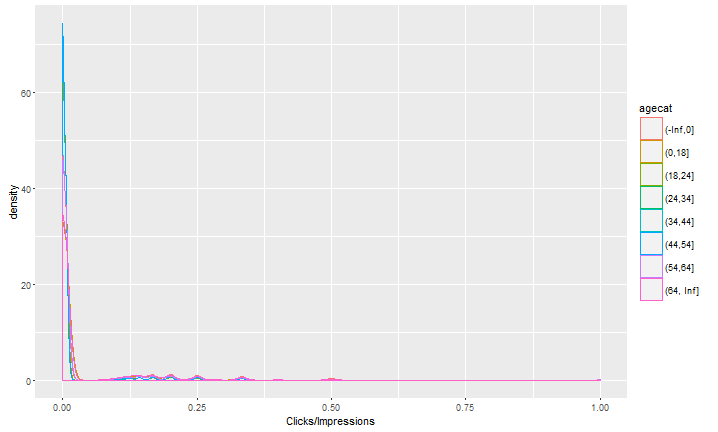 density
60
40
20
0
0.00 0.25 0.50 0.75 1.00
Clicks/Impressions
agecat
(-Inf,0]
(0,18]
(18,24]
(24,34]
(34,44]
(44,54]
(54,64]
(64, Inf]